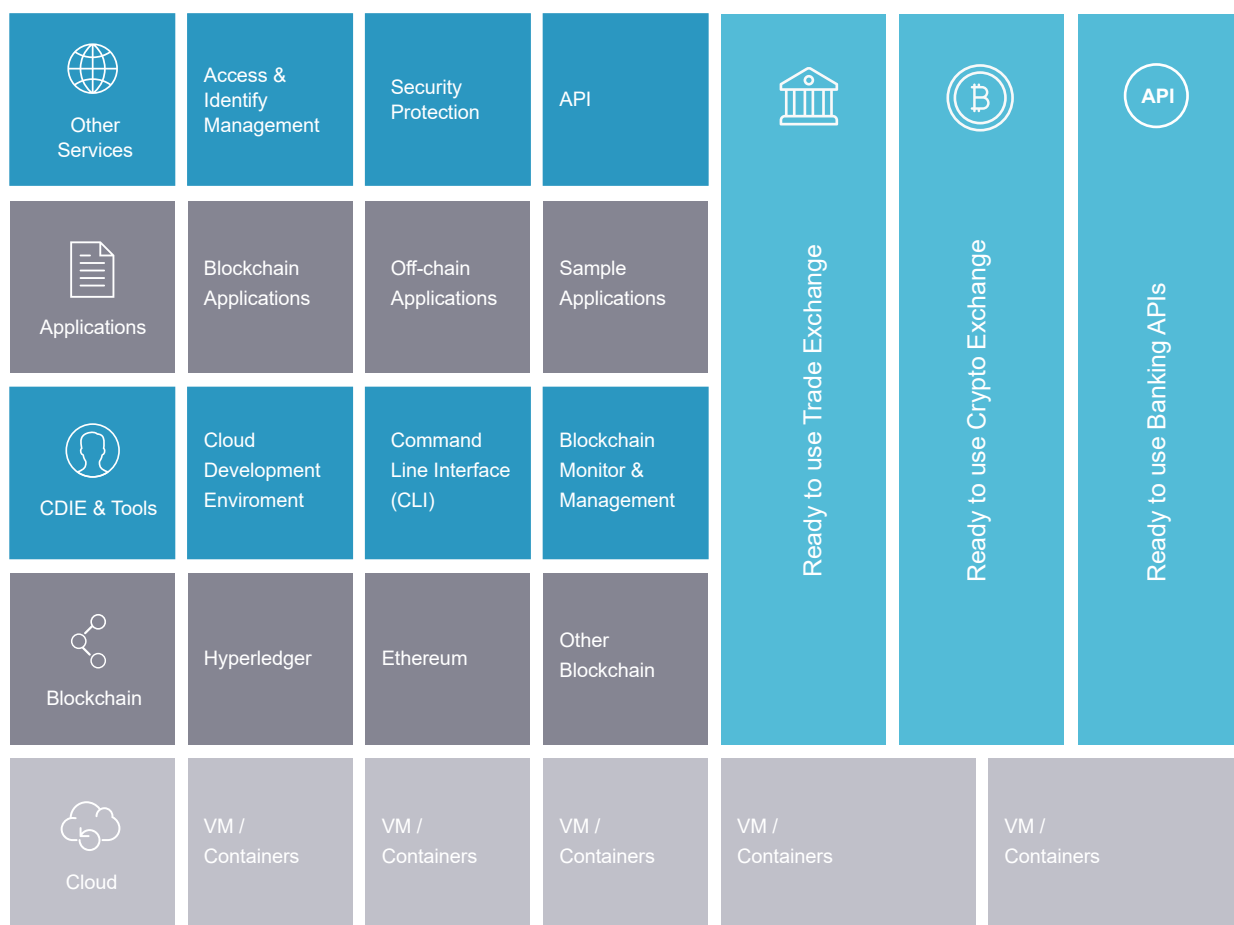 Other
Services
Access &
Identify
Management
Security
Protection
API
API
Applications
Blockchain
Applications
Off-chain
Applications
Sample
Applications
CDIE & Tools
Cloud
Development
Enviroment
Command
Line Interface
(CLI)
Blockchain
Monitor &
Management
Blockchain
Hyperledger
Ethereum
Other
Blockchain
Ready to use Trade Exchange
Ready to use Crypto Exchange
Ready to use Banking APIs
Cloud
VM /
Containers
VM /
Containers
VM /
Containers
VM /
Containers
VM /
Containers